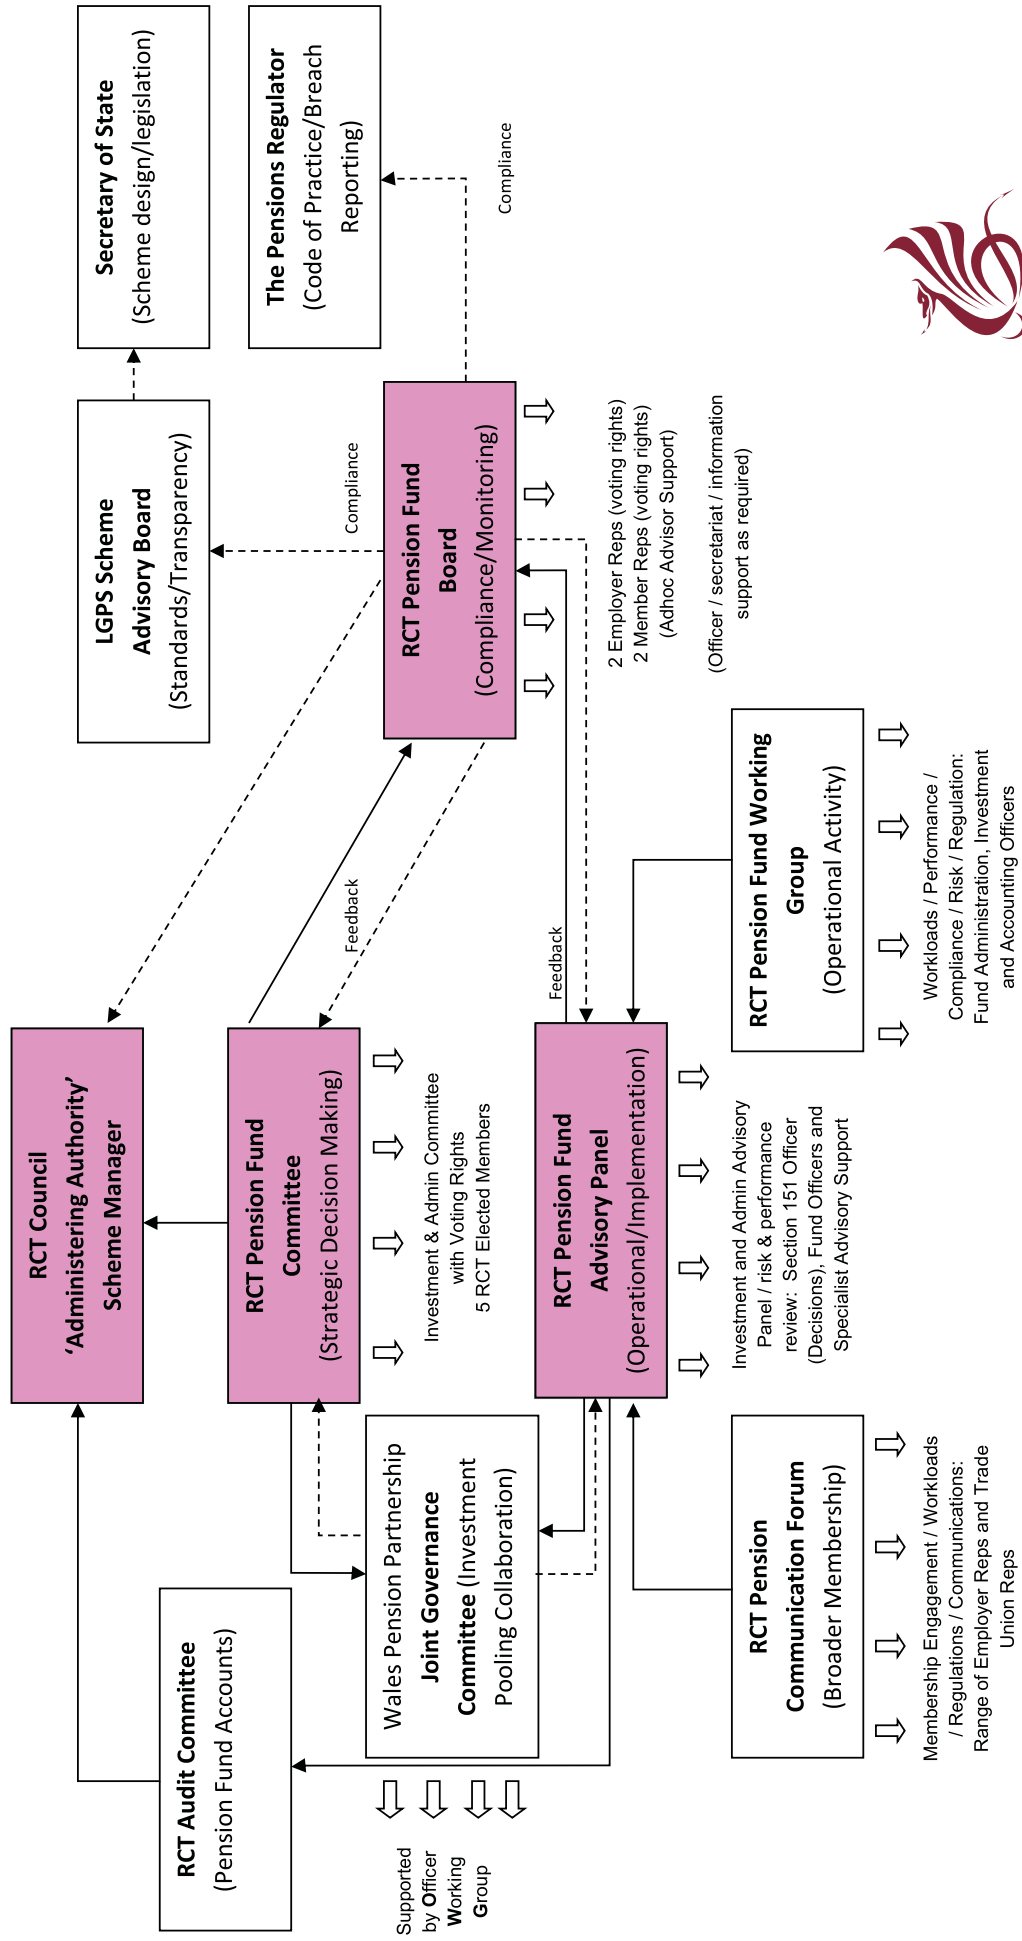 RCT Audit Committee
(Pension Fund Accounts)
RCT Council
‘Administering Authority’
Scheme Manager
LGPS Scheme
Advisory Board
(Standards/Transparency)
Secretary of State
(Scheme design/legislation)
The Pensions Regulator
(Code of Practice/Breach
Reporting)
Compliance
Compliance
Wales Pension Partnership
Joint Governance
Committee (Investment
Pooling Collaboration)
Supported
by Officer
Working
Group
RCT Pension Fund
Committee
(Strategic Decision Making)
Investment & Admin Committee
with Voting Rights
5 RCT Elected Members
Feedback
RCT Pension Fund
Board
(Compliance/Monitoring)
2 Employer Reps (voting rights)
2 Member Reps (voting rights)
(Adhoc Advisor Support)
(Officer / secretariat / information
support as required)
Feedback
RCT Pension Fund
Advisory Panel
(Operational/Implementation)
Investment and Admin Advisory
Panel / risk & performance
review: Section 151 Officer
(Decisions), Fund Officers and
Specialist Advisory Support
RCT Pension
Communication Forum
(Broader Membership)
Membership Engagement / Workloads
/ Regulations / Communications:
Range of Employer Reps and Trade
Union Reps
RCT Pension Fund Working
Group
(Operational Activity)
Workloads / Performance /
Compliance / Risk / Regulation:
Fund Administration, Investment
and Accounting Officers